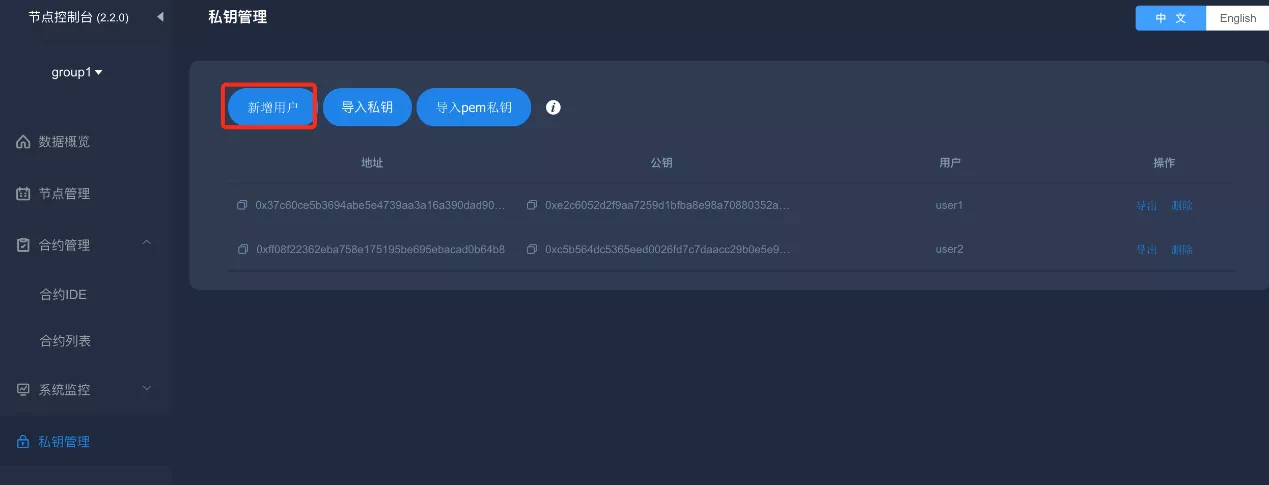 节点控制台 (2.2.0)
私钥管理
中 文
English
group1
新增用户
导入私钥
导入pem私钥
数据概览
地址
公钥
用户
操作
节点管理
0x37c60ce5b3694abe5e4739aa3a16a390dad90...
0xe2c6052d2f9aa7259d1bfba8e98a70880352a...
user1
导出
删除
合约管理
0xff08f22362eba758e175195be695ebacad0b64b8
0xc5b564dc5365eed0026fd7c7daacc29b0e5e9...
user2
导出
删除
合约IDE
合约列表
系统监控
私钥管理